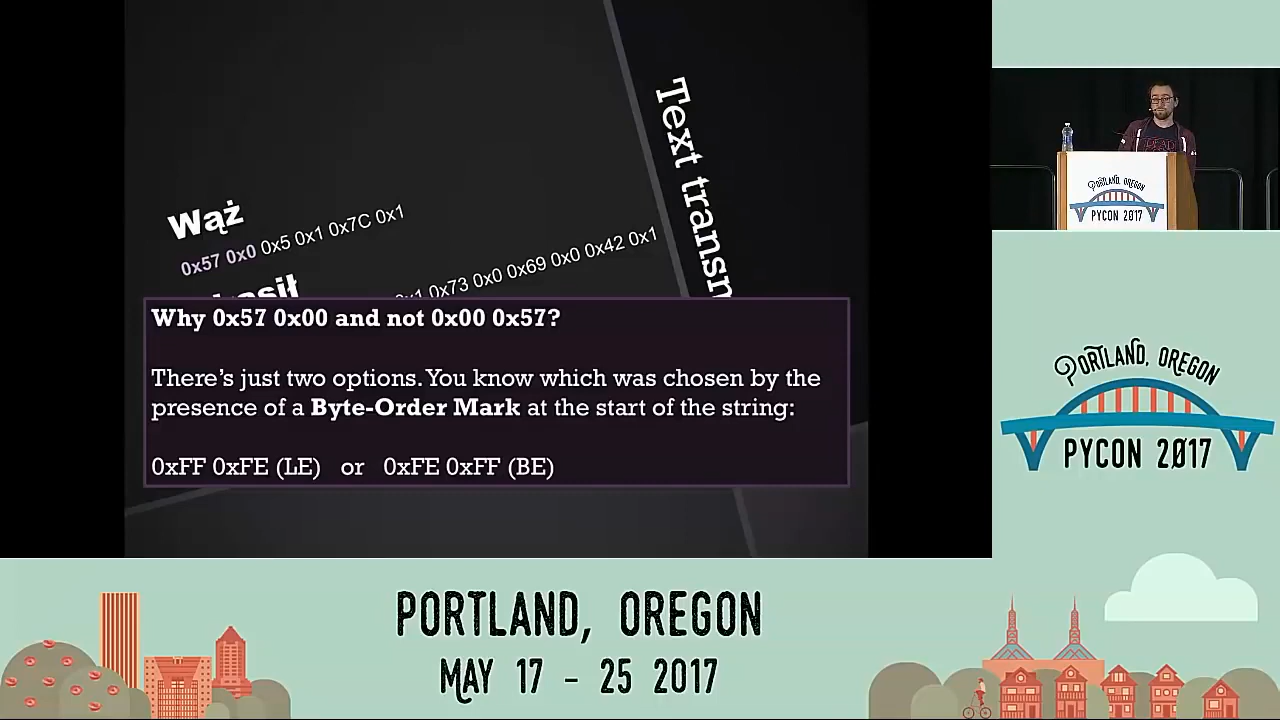 Text transm
Wąż
0x57 0x0 0x5 0x1 0x7C 0x1
0x73 0x0 0x69 0x0 0x42 0x1
Why 0x57 0x00 and not 0x00 0x57?
There's just two options. You know which was chosen by the
presence of a Byte-Order Mark at the start of the string:
0xFF 0xFE (LE) or 0xFE 0xFF (BE)
PORTLAND, OREGON
PYCON 2017
PORTLAND, OREGON
PYCON 2017
PORTLAND, OREGON
MAY 17 - 25 2017